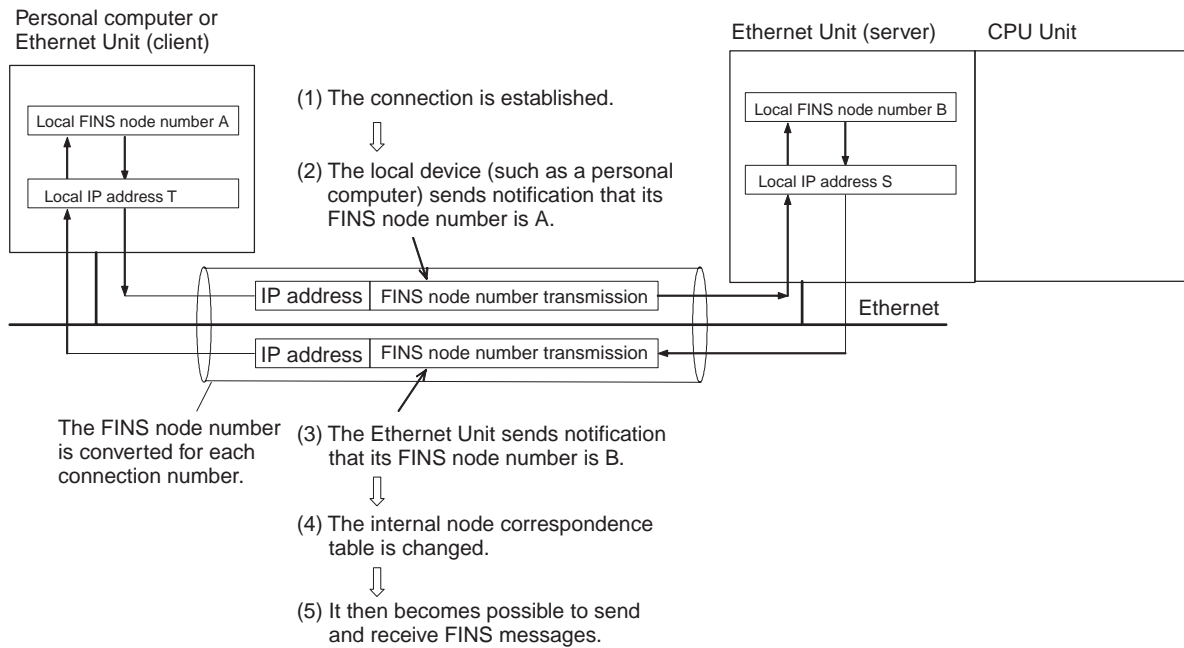 Personal computer or
Ethernet Unit (client)
Ethernet Unit (server)
CPU Unit
Local FINS node number A
Local IP address T
(1) The connection is established.
(2) The local device (such as a personal
computer) sends notification that its
FINS node number is A.
Local FINS node number B
Local IP address S
IP address
FINS node number transmission
Ethernet
IP address
FINS node number transmission
The FINS node number
is converted for each
connection number.
(3) The Ethernet Unit sends notification
that its FINS node number is B.
(4) The internal node correspondence
table is changed.
(5) It then becomes possible to send
and receive FINS messages.